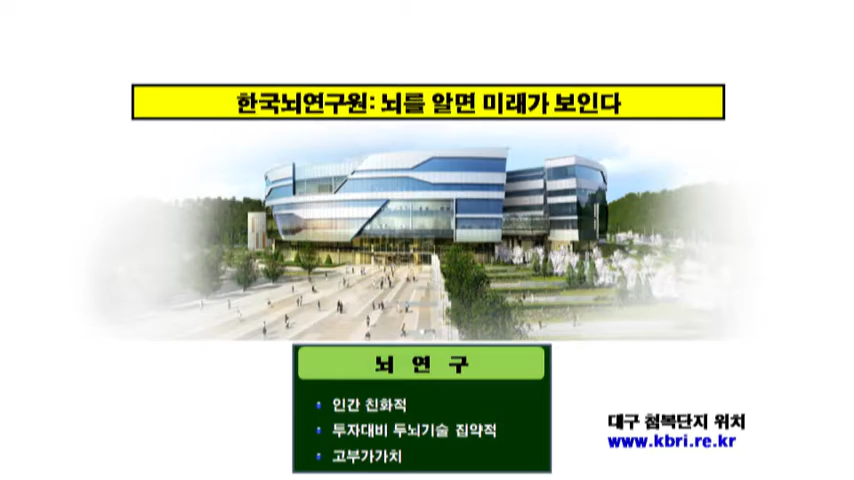 한국뇌연구원: 뇌를 알면 미래가 보인다
뇌 연 구
• 인간 친화적
• 투자대비 두뇌기술 집약적
• 고부가가치
대구 첨복단지 위치
www.kbri.re.kr